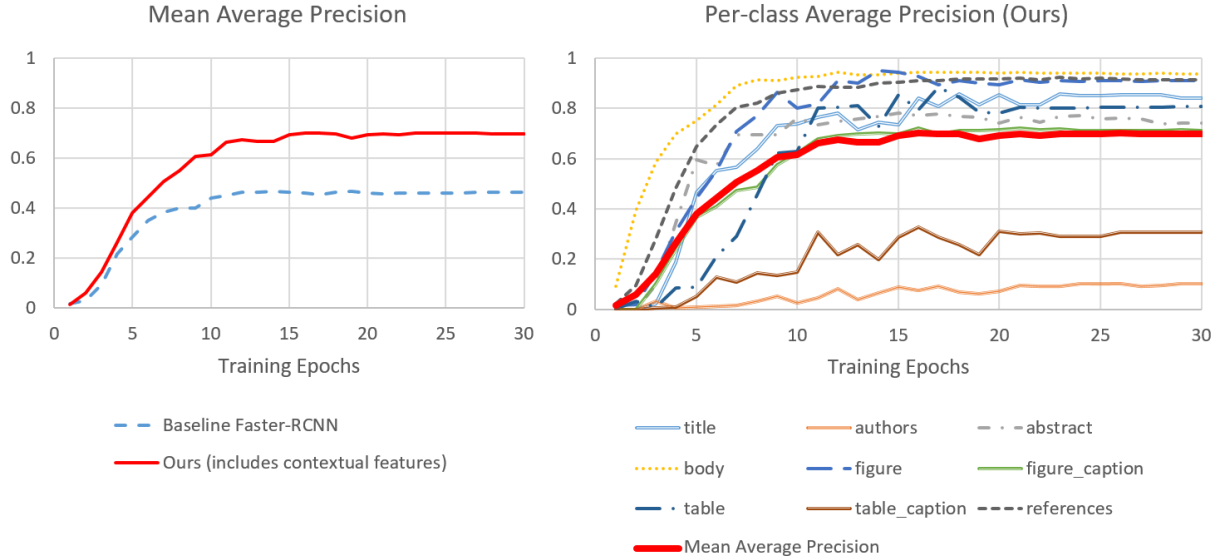 Mean Average Precision
1
0.8
0.6
0.4
0.2
0
0 5 10 15 20 25 30
Training Epochs
Baseline Faster-RCNN
Ours (includes contextual features)
Per-class Average Precision (Ours)
1
0.8
0.6
0.4
0.2
0
0 5 10 15 20 25 30
Training Epochs
title authors abstract
body figure figure_caption
table table_caption references
Mean Average Precision